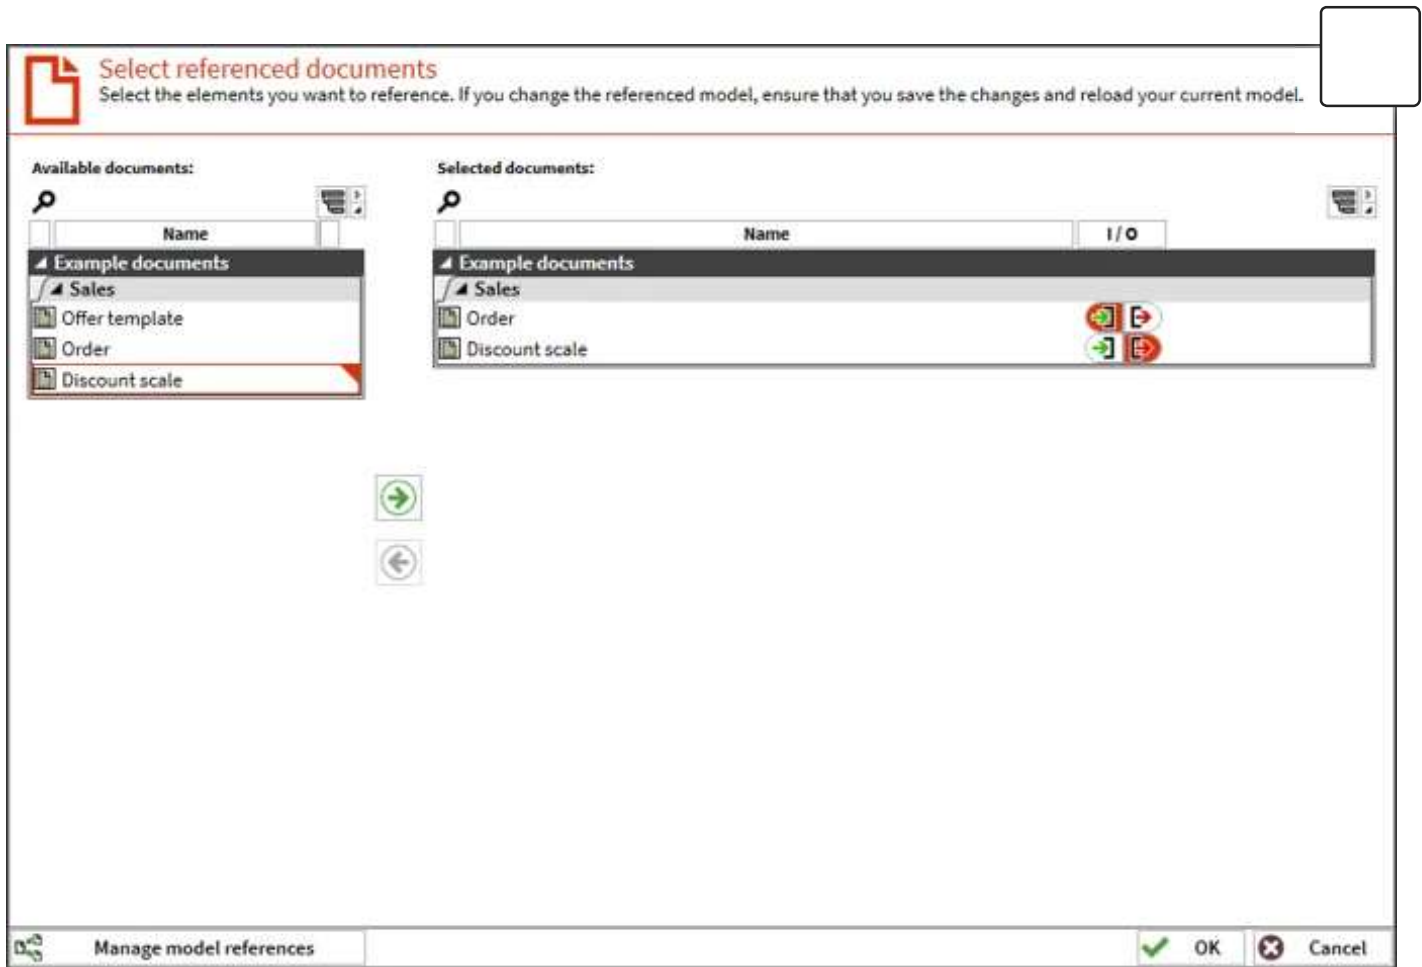 Select referenced documents
Select the elements you want to reference. If you change the referenced model, ensure that you save the changes and reload your current model.
Available documents: Selected documents:
Name Name I / O
Example documents Example documents
Sales Sales
Offer template Order
Order Discount scale
Discount scale
Manage model references OK Cancel